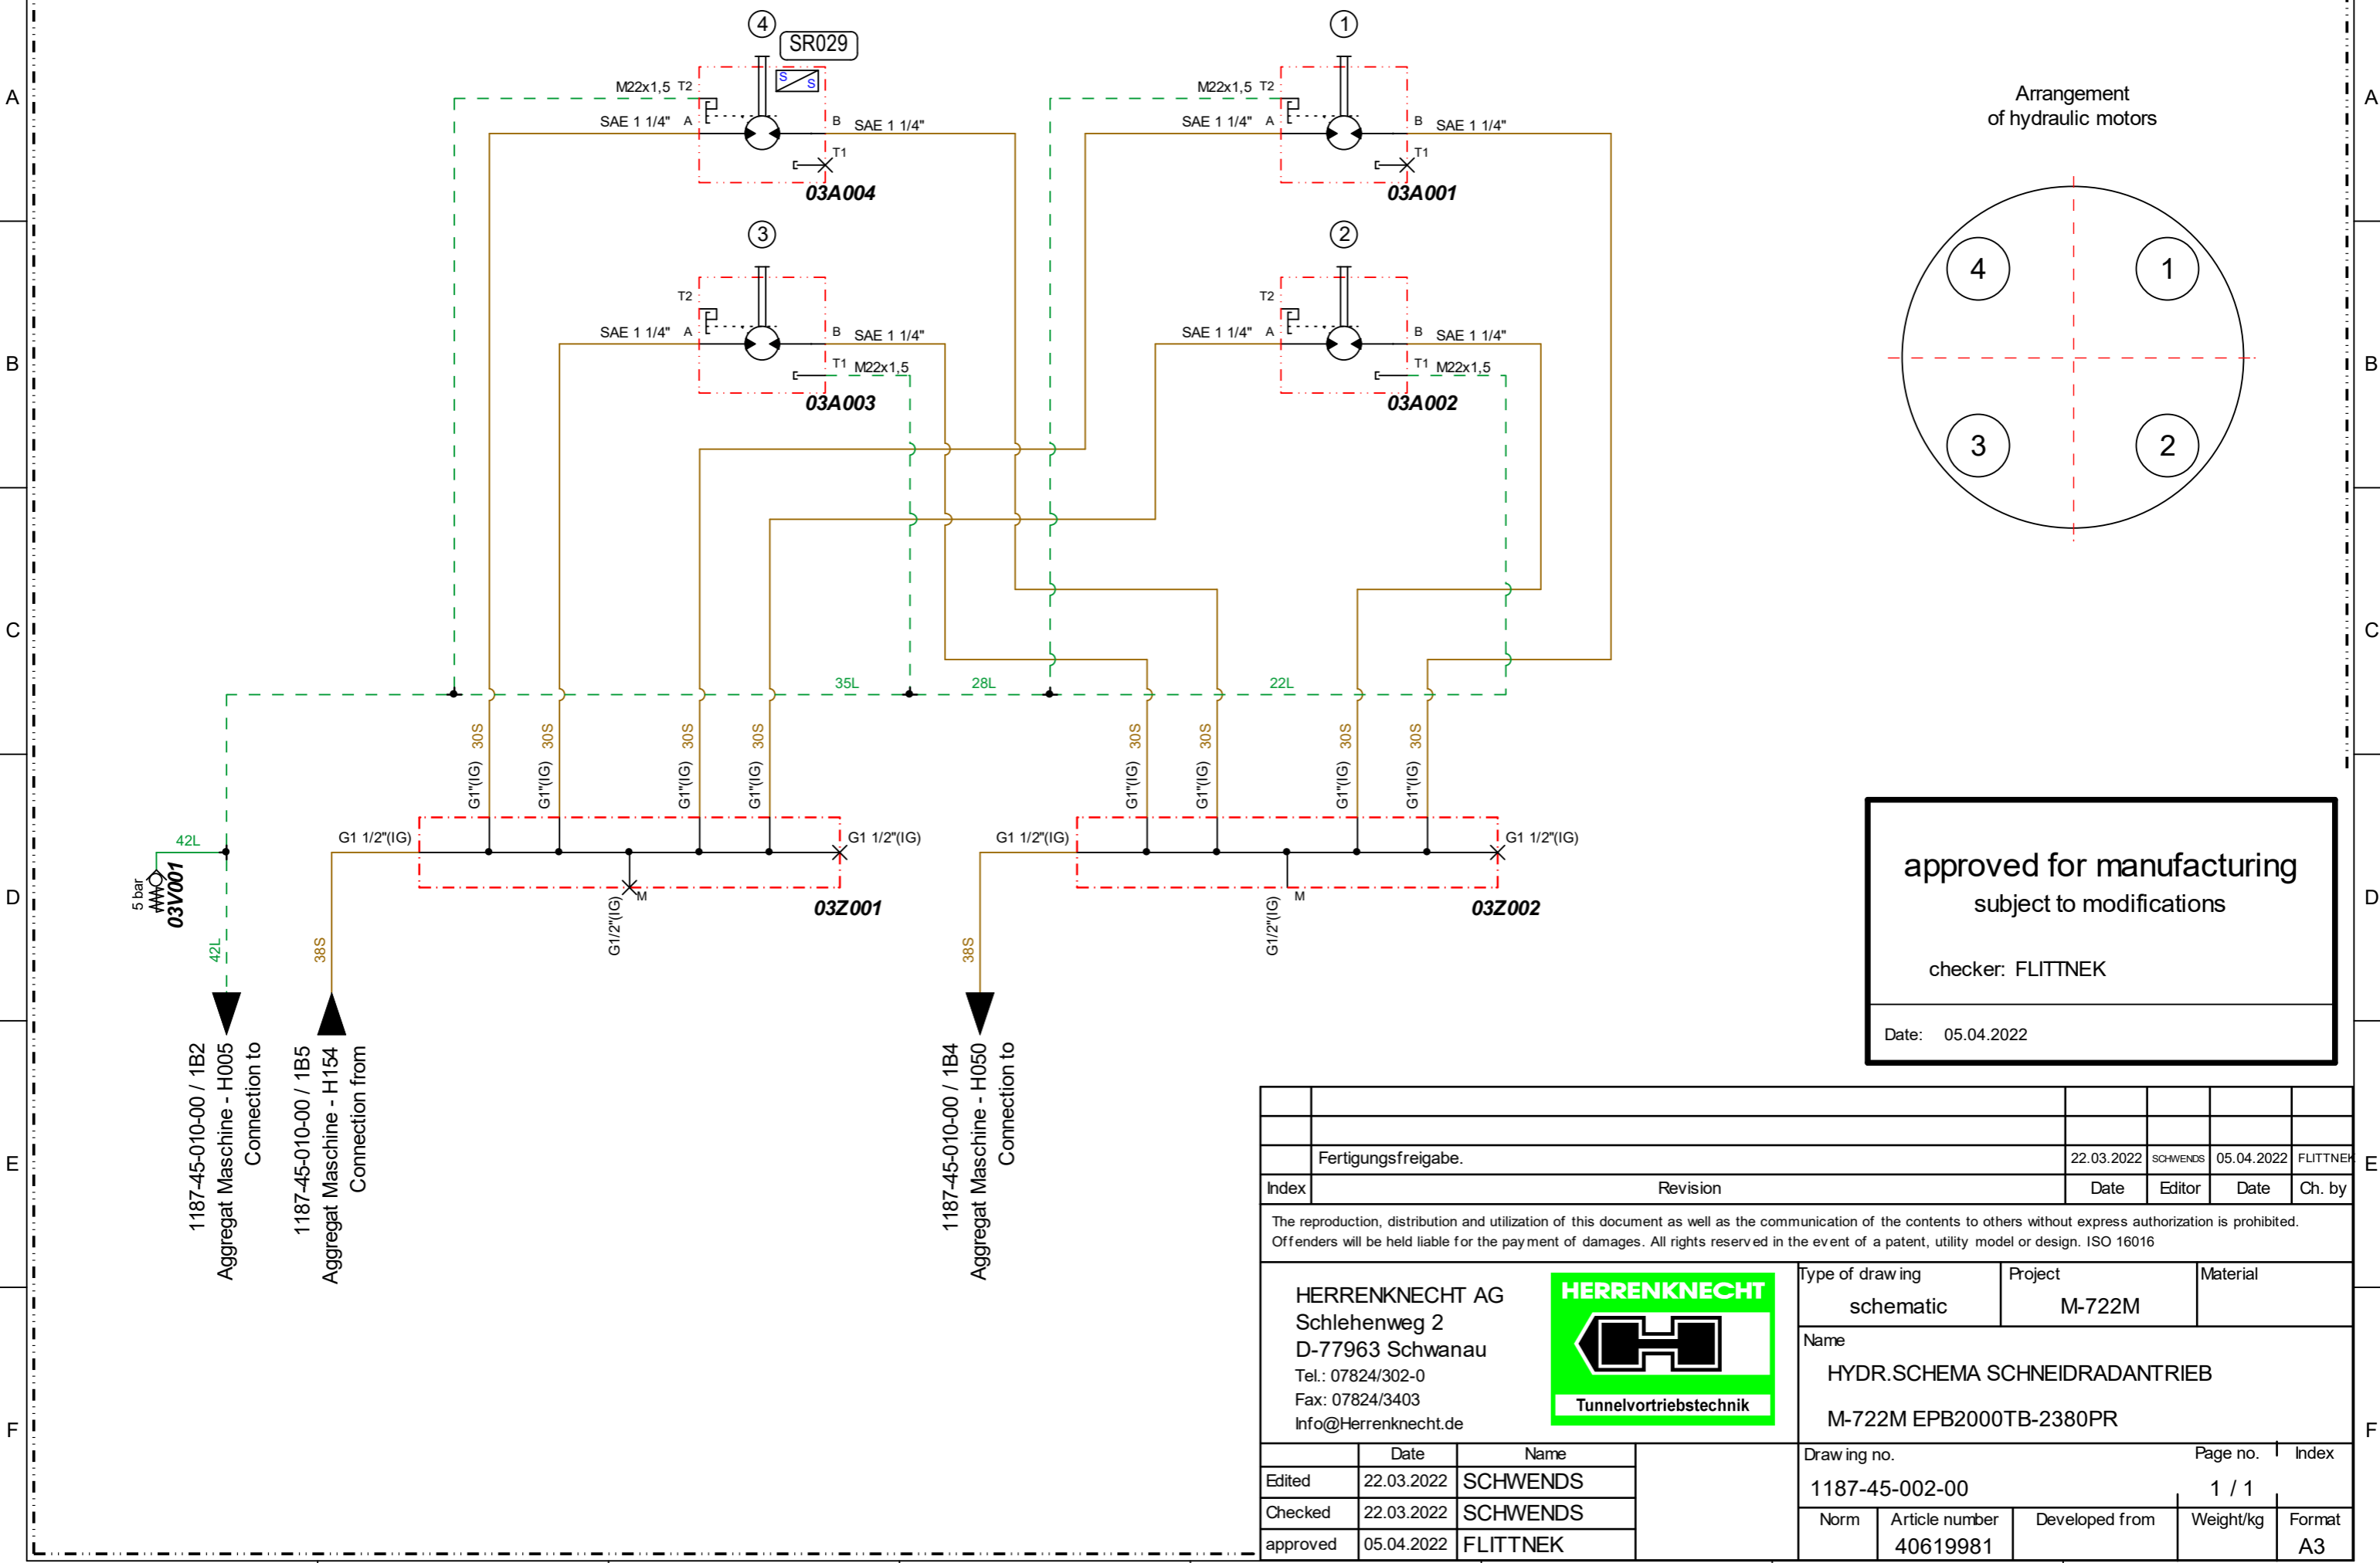 A
B
C
D
E
F
A
B
C
D
E
F
4
SR029
S
S
M22x1,5 T2
SAE 1 1/4" A
B SAE 1 1/4"
T1
03A004
1
M22x1,5 T2
SAE 1 1/4" A
B SAE 1 1/4"
T1
03A001
3
T2
SAE 1 1/4" A
B SAE 1 1/4"
T1 M22x1,5
03A003
2
T2
SAE 1 1/4" A
B SAE 1 1/4"
T1 M22x1,5
03A002
Arrangement
of hydraulic motors
4
1
3
2
35L
28L
22L
30S
30S
30S
30S
30S
30S
30S
30S
G1"(IG)
G1"(IG)
G1"(IG)
G1"(IG)
G1"(IG)
G1"(IG)
G1"(IG)
G1"(IG)
42L
5 bar
03V001
42L
38S
G1 1/2"(IG)
G1 1/2"(IG)
M
G1/2"(IG)
03Z001
38S
G1 1/2"(IG)
G1 1/2"(IG)
M
G1/2"(IG)
03Z002
1187-45-010-00 / 1B2
Aggregat Maschine - H005
Connection to
1187-45-010-00 / 1B5
Aggregat Maschine - H154
Connection from
1187-45-010-00 / 1B4
Aggregat Maschine - H050
Connection to
approved for manufacturing
subject to modifications
checker: FLITTNEK
Date: 05.04.2022
Fertigungsfreigabe. 22.03.2022 SCHWENDS 05.04.2022 FLITTNEK
Index Revision Date Editor Date Ch. by
The reproduction, distribution and utilization of this document as well as the communication of the contents to others without express authorization is prohibited.
Offenders will be held liable for the payment of damages. All rights reserved in the event of a patent, utility model or design. ISO 16016
HERRENKNECHT AG
Schlehenweg 2
D-77963 Schwanau
Tel.: 07824/302-0
Fax: 07824/3403
Info@Herrenknecht.de
HERRENKNECHT
Tunnelvortriebstechnik
Type of drawing
schematic
Project
M-722M
Material
Name
HYDR.SCHEMA SCHNEIDRADANTRIEB
M-722M EPB2000TB-2380PR
Date Name
Edited 22.03.2022 SCHWENDS
Checked 22.03.2022 SCHWENDS
approved 05.04.2022 FLITTNEK
Drawing no.
1187-45-002-00
Page no.
1 / 1
Index
Norm
Article number
40619981
Developed from
Weight/kg
Format
A3